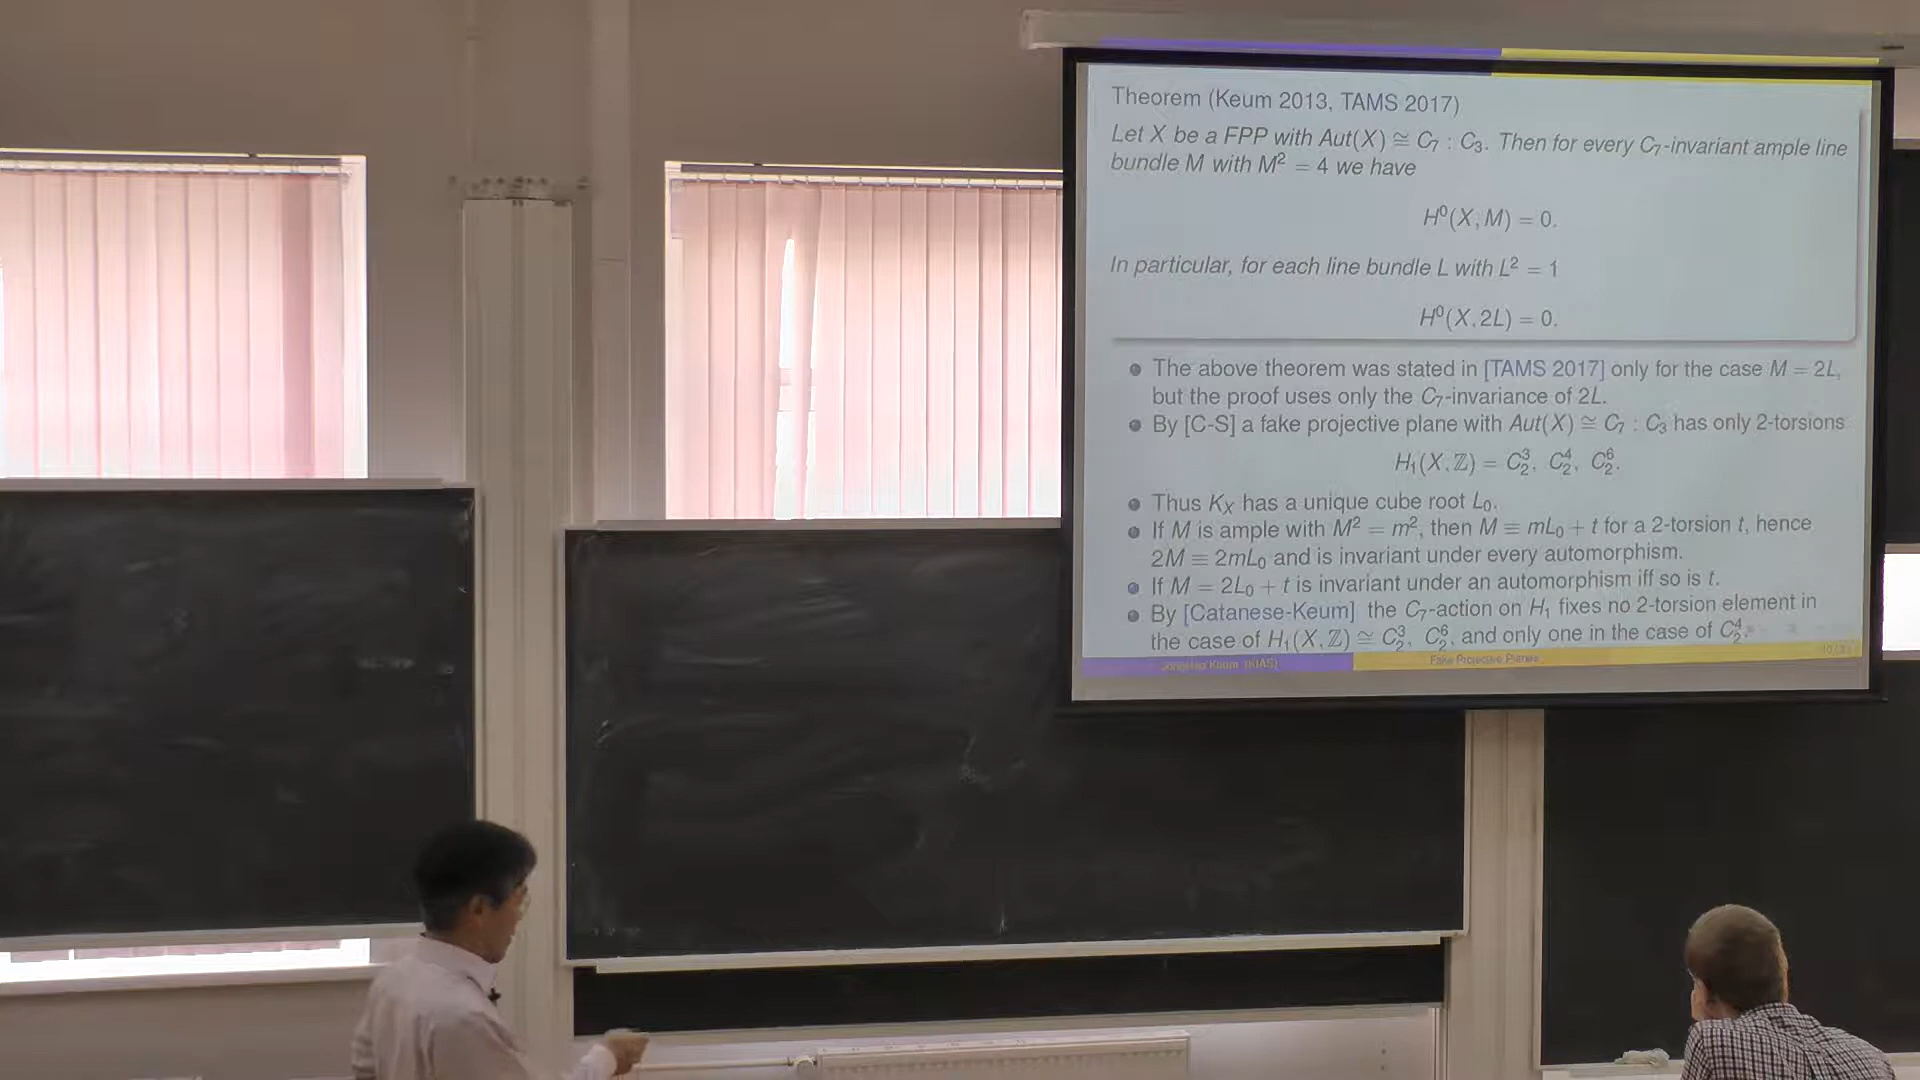 Theorem (Keum 2013, TAMS 2017)
Let X be a FPP with Aut(X) ≅ C₇ : C₃. Then for every C₇-invariant ample line
bundle M with M² = 4 we have
H⁰(X, M) = 0.
In particular, for each line bundle L with L² = 1
H⁰(X, 2L) = 0.
The above theorem was stated in [TAMS 2017] only for the case M = 2L,
but the proof uses only the C₇-invariance of 2L.
By [C-S] a fake projective plane with Aut(X) ≅ C₇ : C₃ has only 2-torsions
H₁(X, ℤ) = C₂³, C₂⁴, C₂⁶.
Thus K_X has a unique cube root L₀.
If M is ample with M² = m², then M ≡ mL₀ + t for a 2-torsion t, hence
2M ≡ 2mL₀ and is invariant under every automorphism.
If M = 2L₀ + t is invariant under an automorphism iff so is t.
By [Catanese-Keum] the C₇-action on H₁ fixes no 2-torsion element in
the case of H₁(X, ℤ) ≅ C₂³, C₂⁶, and only one in the case of C₂⁴.
Jonghae Keum (KIAS)
Fake Projective Planes